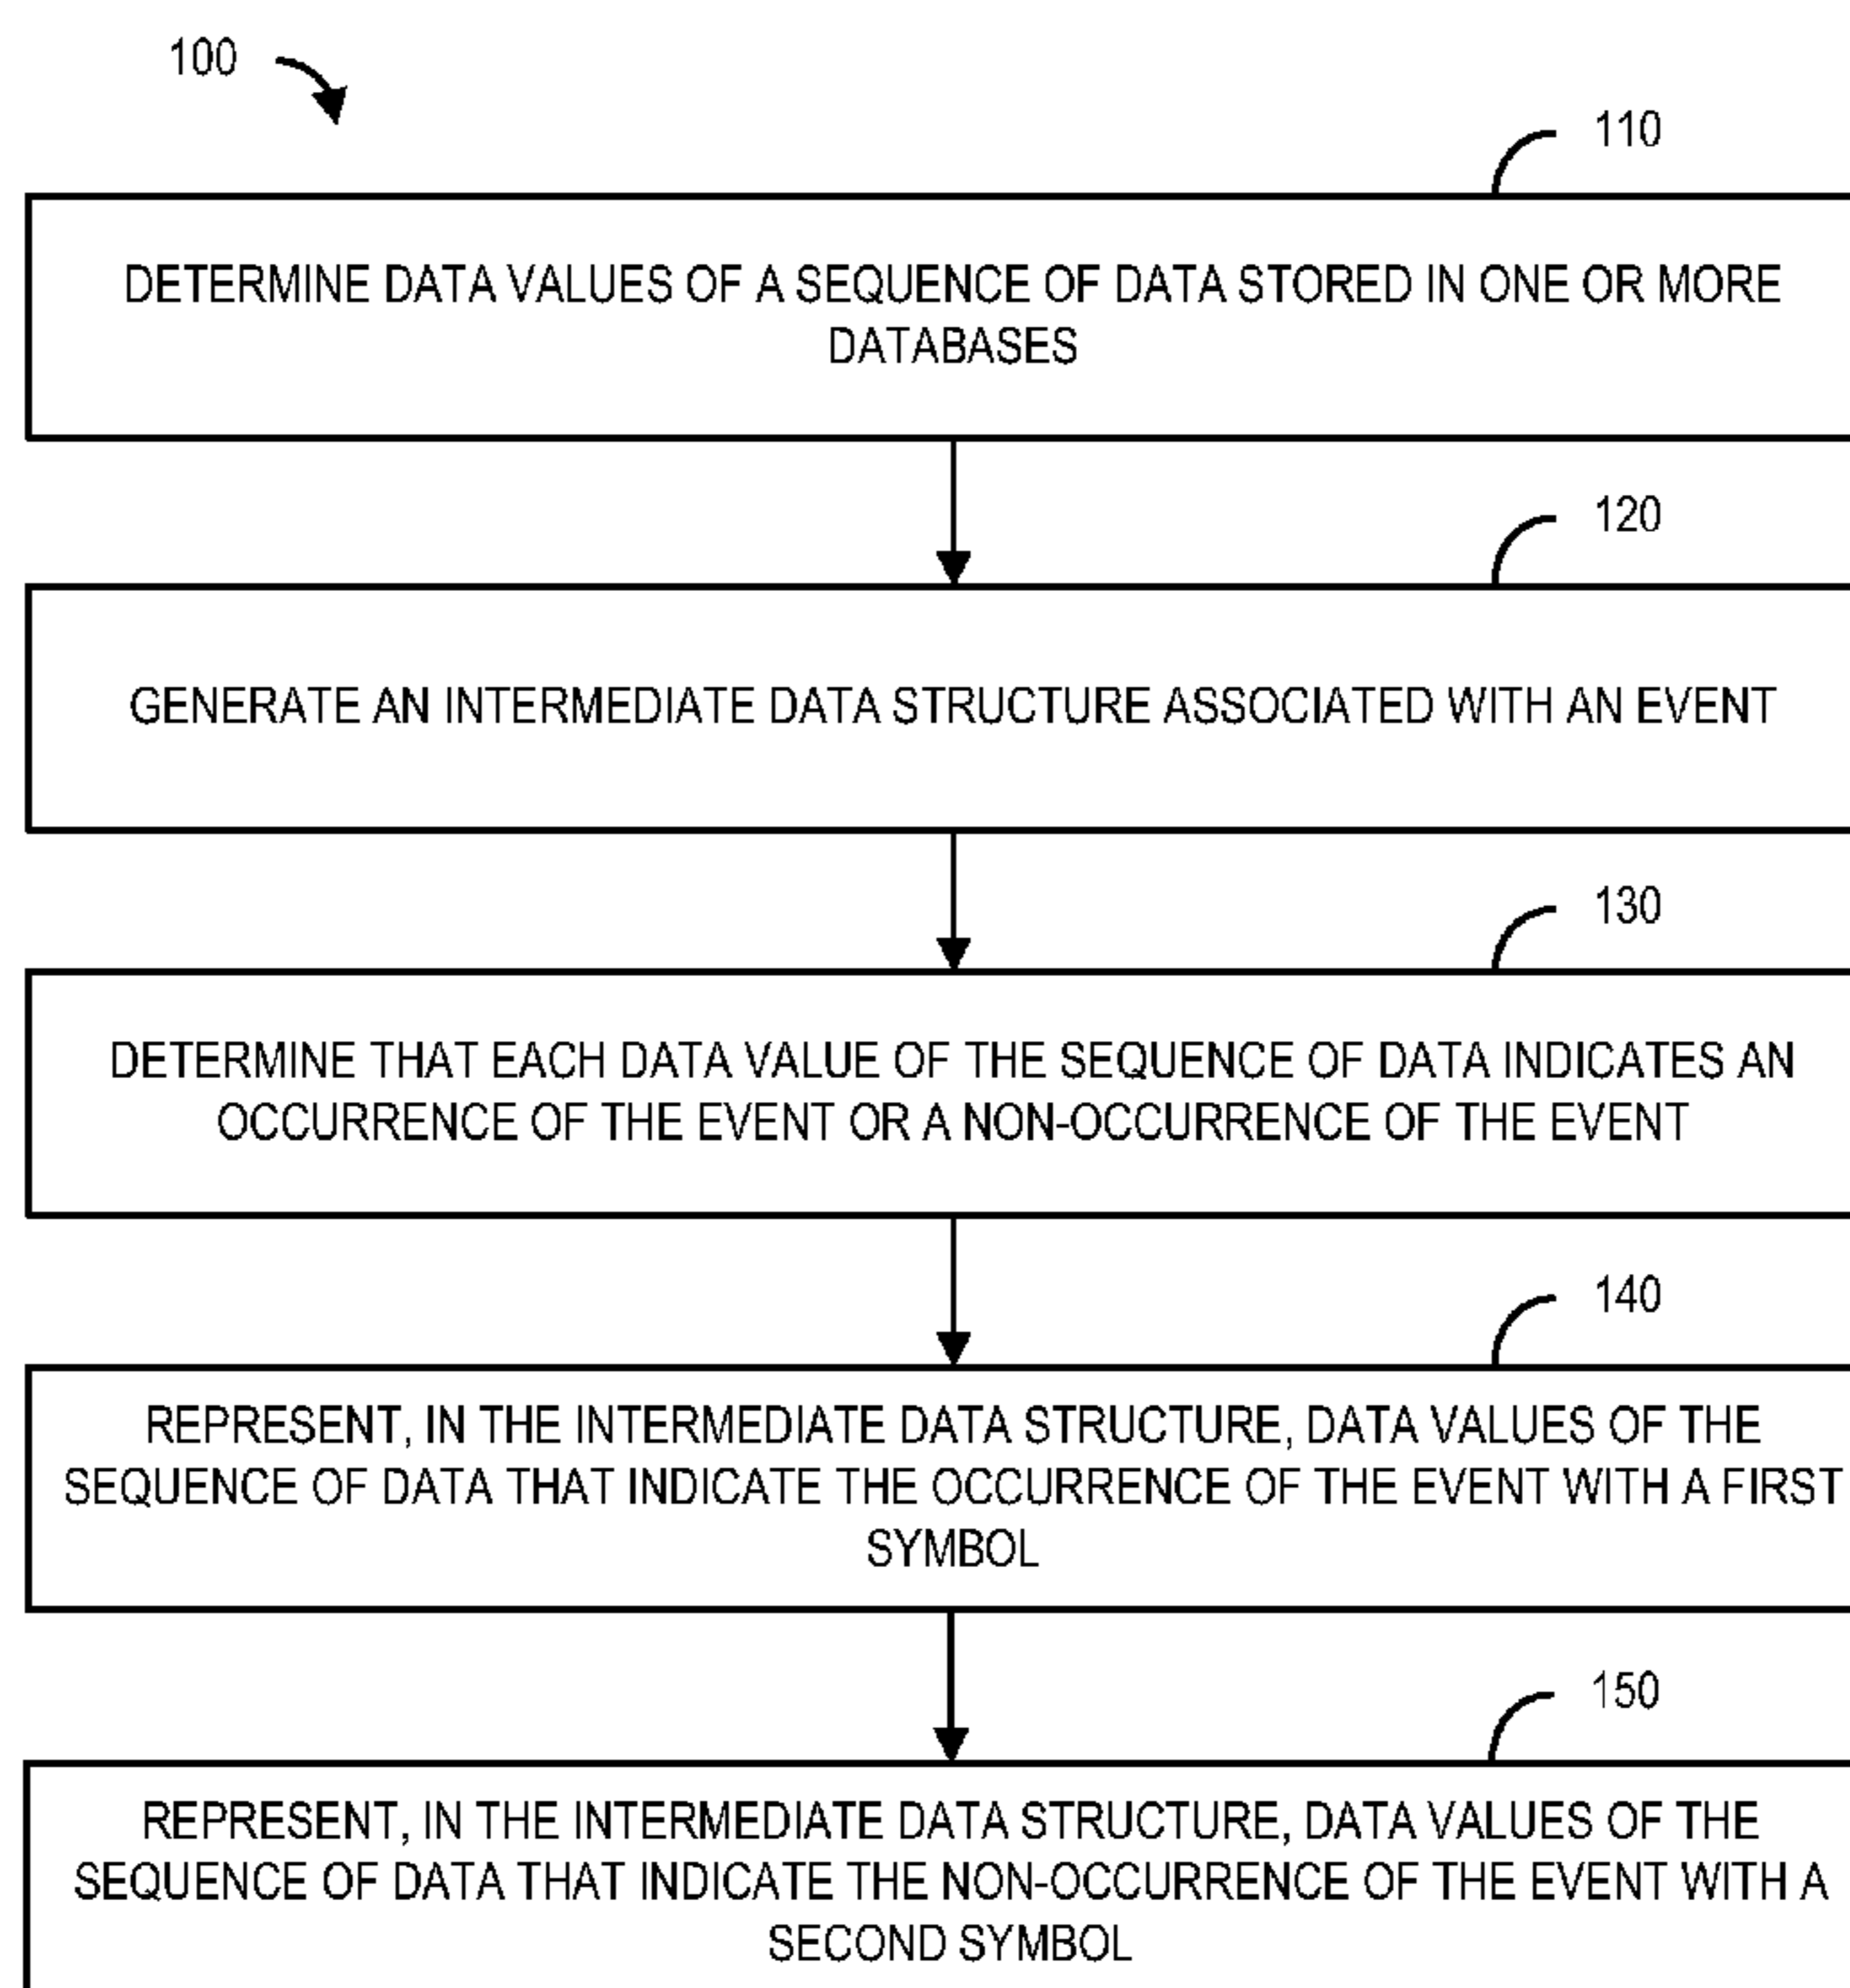 100
110
DETERMINE DATA VALUES OF A SEQUENCE OF DATA STORED IN ONE OR MORE
DATABASES
120
GENERATE AN INTERMEDIATE DATA STRUCTURE ASSOCIATED WITH AN EVENT
130
DETERMINE THAT EACH DATA VALUE OF THE SEQUENCE OF DATA INDICATES AN
OCCURRENCE OF THE EVENT OR A NON-OCCURRENCE OF THE EVENT
140
REPRESENT, IN THE INTERMEDIATE DATA STRUCTURE, DATA VALUES OF THE
SEQUENCE OF DATA THAT INDICATE THE OCCURRENCE OF THE EVENT WITH A FIRST
SYMBOL
150
REPRESENT, IN THE INTERMEDIATE DATA STRUCTURE, DATA VALUES OF THE
SEQUENCE OF DATA THAT INDICATE THE NON-OCCURRENCE OF THE EVENT WITH A
SECOND SYMBOL